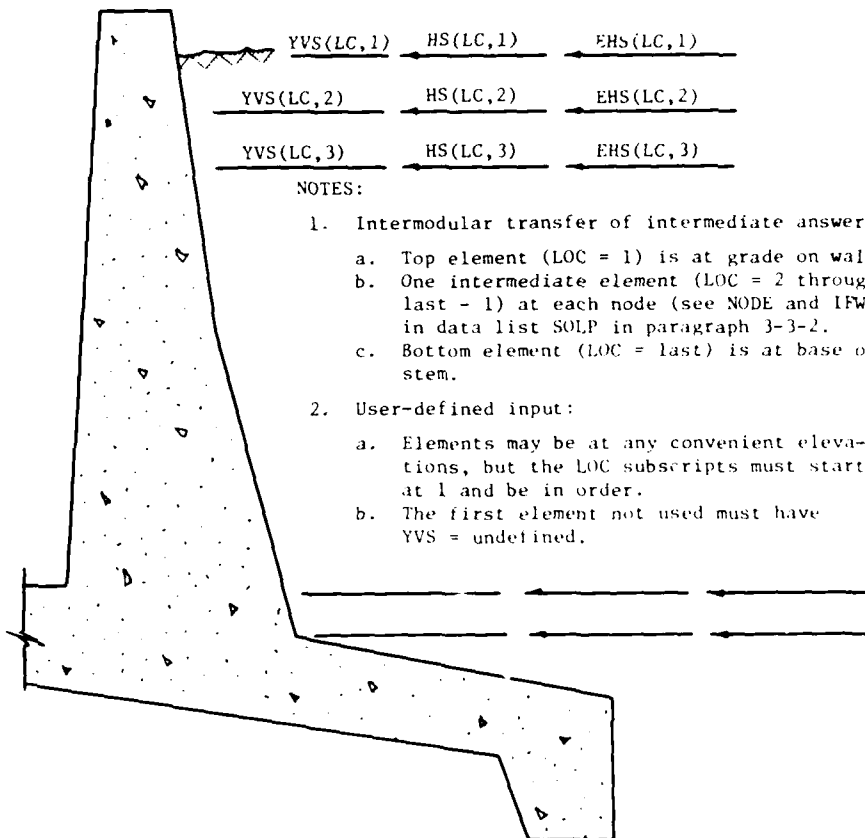 YVS(LC,1) HS(LC,1) EHS(LC,1)
YVS(LC,2) HS(LC,2) EHS(LC,2)
YVS(LC,3) HS(LC,3) EHS(LC,3)
NOTES:
1. Intermodular transfer of intermediate answer
a. Top element (LOC = 1) is at grade on wal
b. One intermediate element (LOC = 2 throug
last - 1) at each node (see NODE and IFW
in data list SOLP in paragraph 3-3-2.
c. Bottom element (LOC = last) is at base o
stem.
2. User-defined input:
a. Elements may be at any convenient eleva-
tions, but the LOC subscripts must start
at 1 and be in order.
b. The first element not used must have
YVS = undefined.